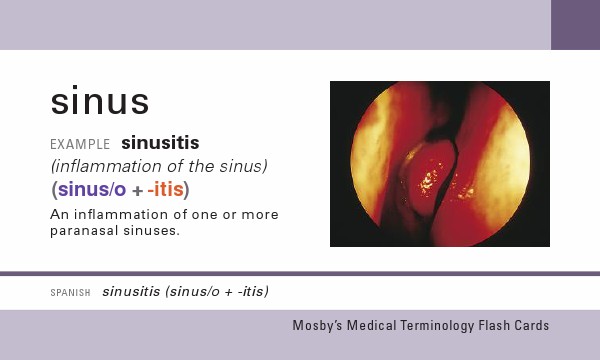 sinus
EXAMPLE sinusitis
(inflammation of the sinus)
(sinus/o + -itis)
An inflammation of one or more
paranasal sinuses.
SPANISH sinusitis (sinus/o + -itis)
Mosby's Medical Terminology Flash Cards